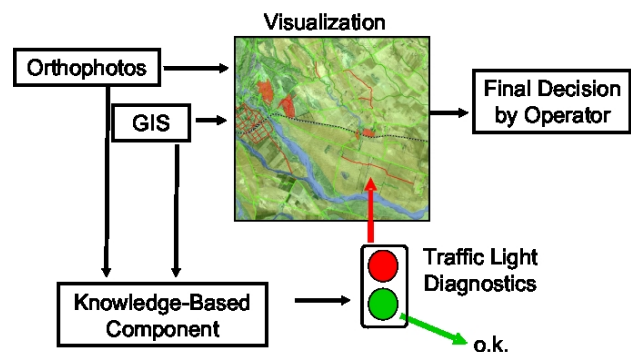 Visualization
Orthophotos
GIS
Final Decision
by Operator
Traffic Light
Diagnostics
Knowledge-Based
Component
o.k.